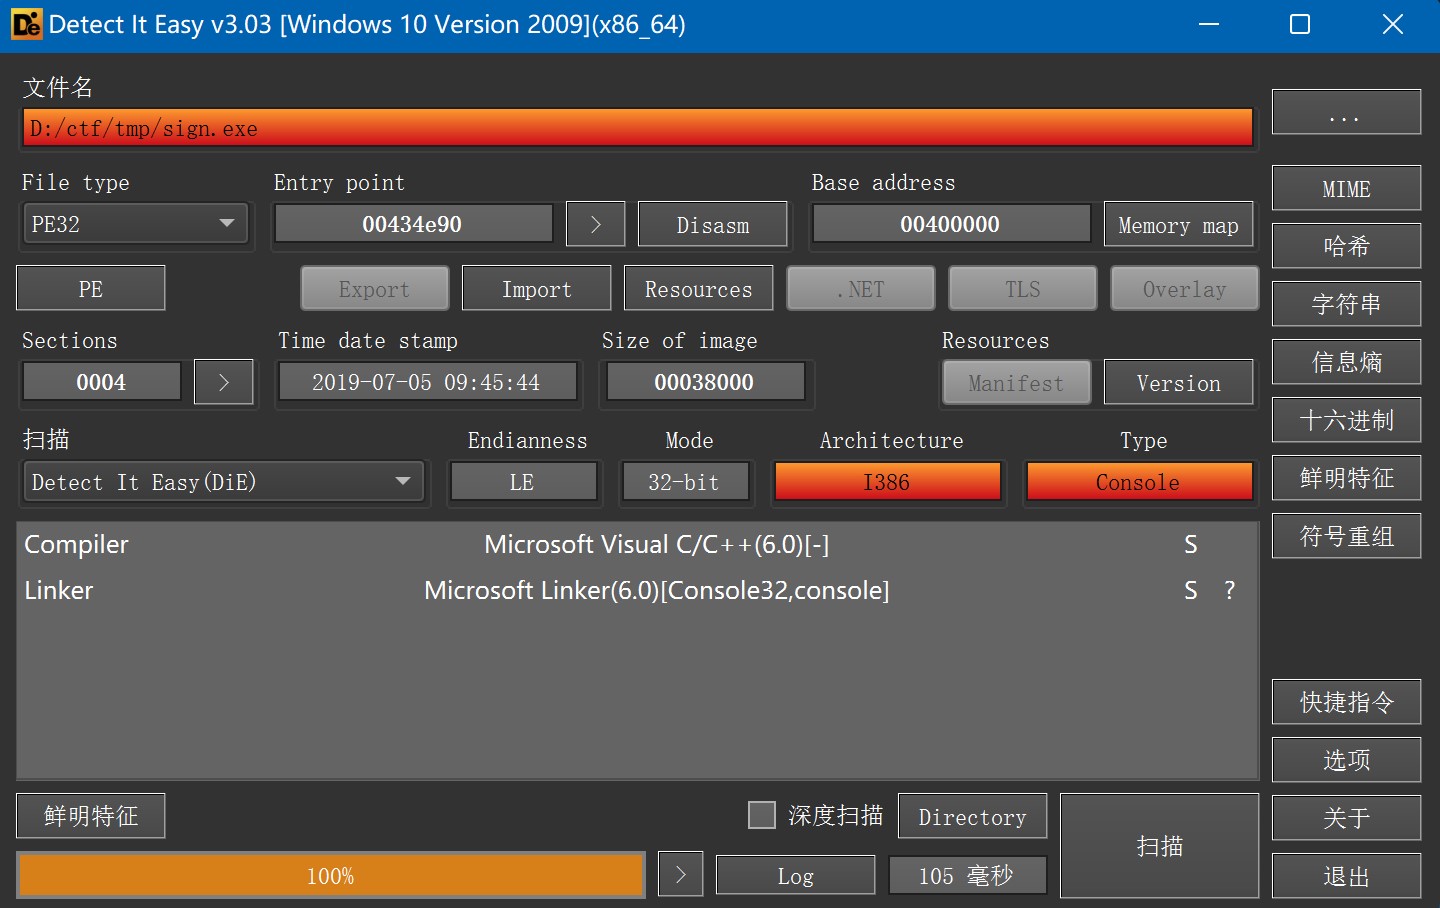 Detect It Easy v3.03 [Windows 10 Version 2009](x86_64)
文件名
D:/ctf/tmp/sign.exe
...
File type
Entry point
Base address
PE32
00434e90
>
Disasm
00400000
Memory map
MIME
哈希
PE
Export
Import
Resources
.NET
TLS
Overlay
字符串
Sections
Time date stamp
Size of image
Resources
0004
>
2019-07-05 09:45:44
00038000
Manifest
Version
信息熵
十六进制
扫描
Endianness
Mode
Architecture
Type
Detect It Easy(DiE)
LE
32-bit
I386
Console
鲜明特征
符号重组
Compiler
Microsoft Visual C/C++(6.0)[-]
S
Linker
Microsoft Linker(6.0)[Console32,console]
S ?
快捷指令
选项
鲜明特征
深度扫描
Directory
扫描
关于
100%
>
Log
105 毫秒
退出